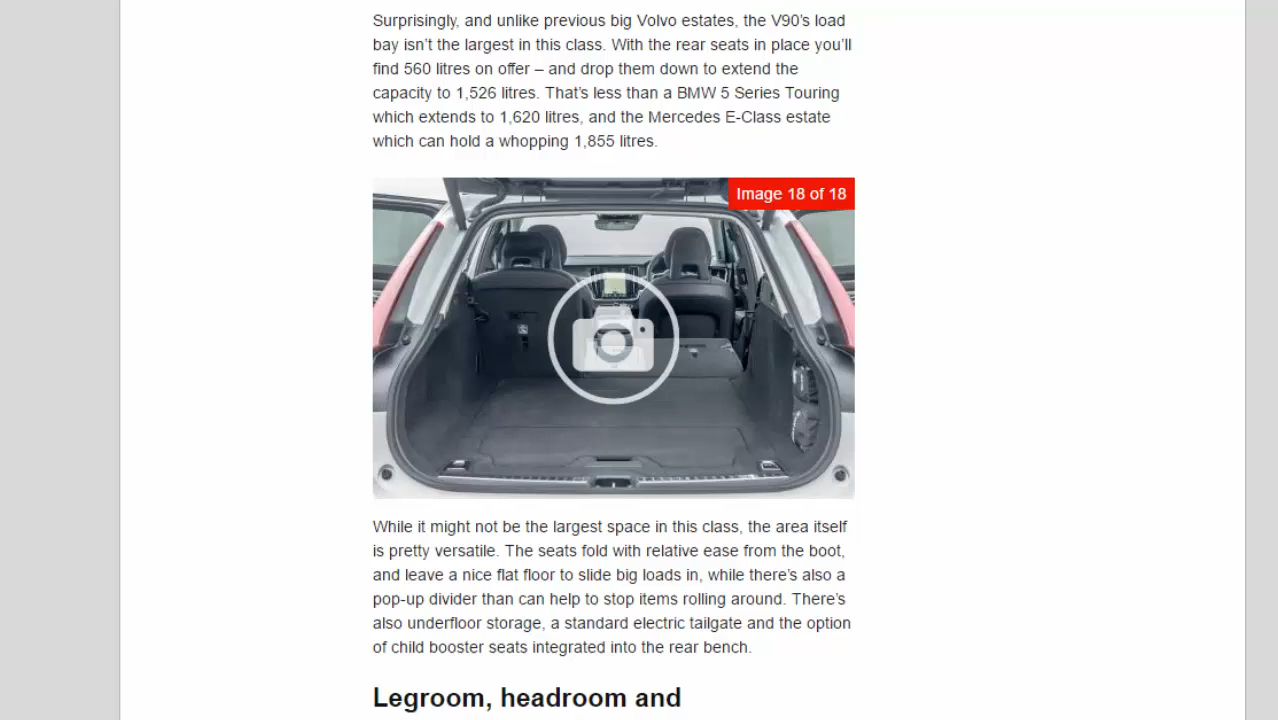 Surprisingly, and unlike previous big Volvo estates, the V90’s load
bay isn’t the largest in this class. With the rear seats in place you’ll
find 560 litres on offer – and drop them down to extend the
capacity to 1,526 litres. That’s less than a BMW 5 Series Touring
which extends to 1,620 litres, and the Mercedes E-Class estate
which can hold a whopping 1,855 litres.
Image 18 of 18
While it might not be the largest space in this class, the area itself
is pretty versatile. The seats fold with relative ease from the boot,
and leave a nice flat floor to slide big loads in, while there’s also a
pop-up divider than can help to stop items rolling around. There’s
also underfloor storage, a standard electric tailgate and the option
of child booster seats integrated into the rear bench.
Legroom, headroom and